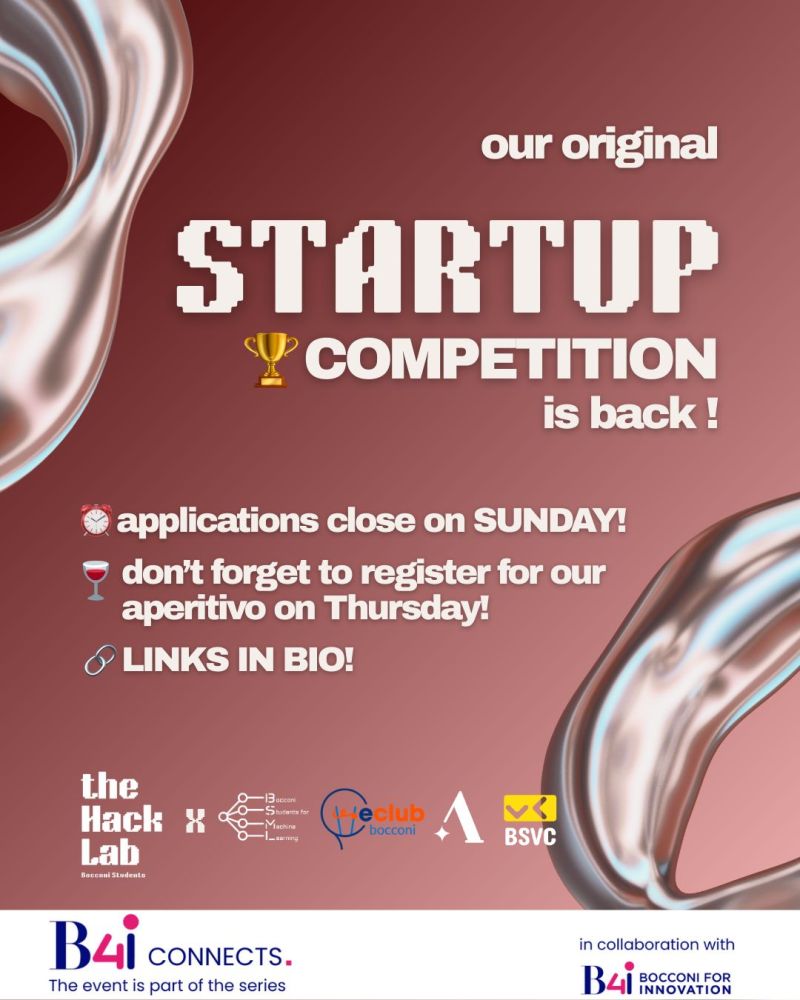 our original
STARTUP
🏆COMPETITION
is back !
⏰applications close on SUNDAY!
🍷don't forget to register for our
aperitivo on Thursday!
🔗LINKS IN BIO!
the
Hack
Lab
Bocconi Students
X
Bocconi
Students for
Machine
Learning
eclub
bocconi
A
BSVC
B4i CONNECTS.
The event is part of the series
in collaboration with
B4i BOCCONI FOR
INNOVATION